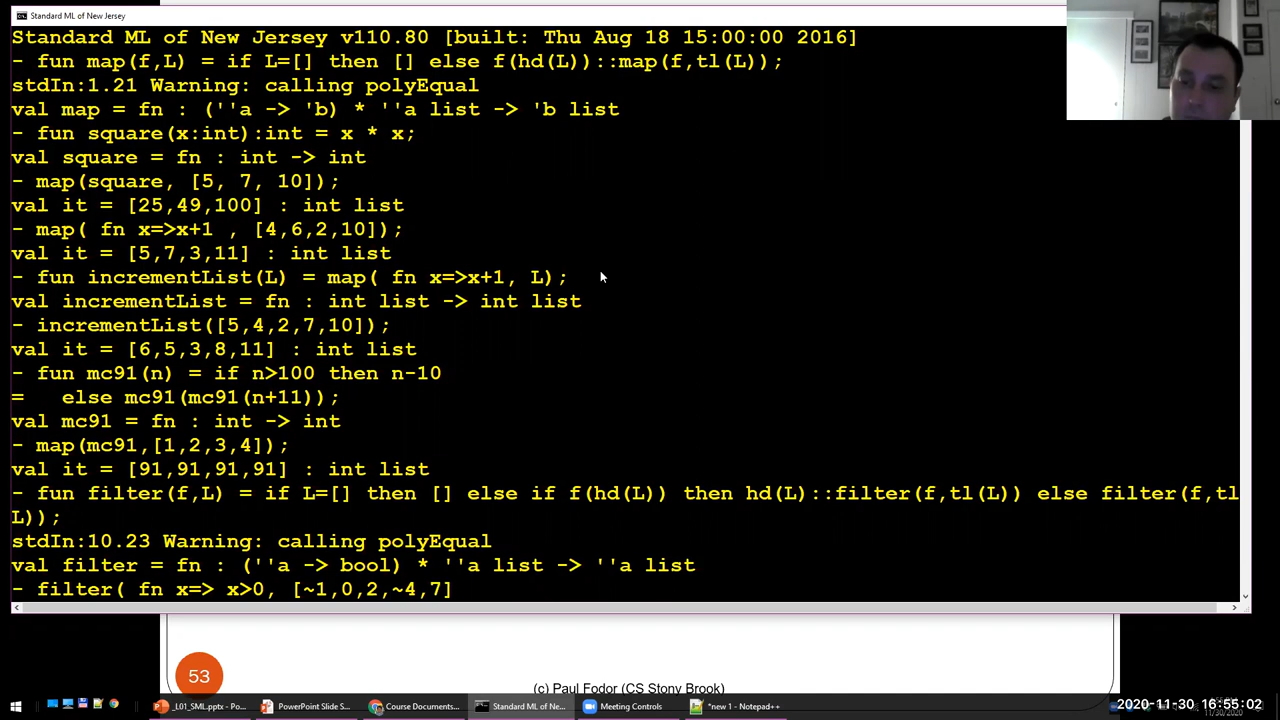 Standard ML of New Jersey
Standard ML of New Jersey v110.80 [built: Thu Aug 18 15:00:00 2016]
- fun map(f,L) = if L=[] then [] else f(hd(L))::map(f,tl(L));
stdIn:1.21 Warning: calling polyEqual
val map = fn : (''a -> 'b) * ''a list -> 'b list
- fun square(x:int):int = x * x;
val square = fn : int -> int
- map(square, [5, 7, 10]);
val it = [25,49,100] : int list
- map( fn x=>x+1 , [4,6,2,10]);
val it = [5,7,3,11] : int list
- fun incrementList(L) = map( fn x=>x+1, L);
val incrementList = fn : int list -> int list
- incrementList([5,4,2,7,10]);
val it = [6,5,3,8,11] : int list
- fun mc91(n) = if n>100 then n-10
=   else mc91(mc91(n+11));
val mc91 = fn : int -> int
- map(mc91,[1,2,3,4]);
val it = [91,91,91,91] : int list
- fun filter(f,L) = if L=[] then [] else if f(hd(L)) then hd(L)::filter(f,tl(L)) else filter(f,tl
L));
stdIn:10.23 Warning: calling polyEqual
val filter = fn : (''a -> bool) * ''a list -> ''a list
- filter( fn x=> x>0, [~1,0,2,~4,7]
53
(c) Paul Fodor (CS Stony Brook)
_L01_SML.pptx - Po...
PowerPoint Slide S...
Course Documents...
Standard ML of Ne...
Meeting Controls
*new 1 - Notepad++
2020-11-30 16:55:02